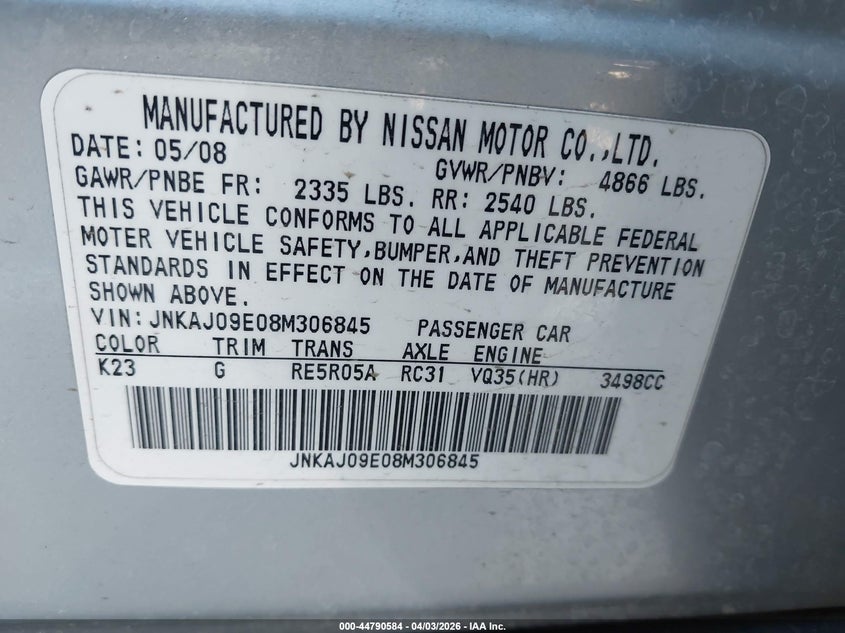 MANUFACTURED BY NISSAN MOTOR CO.,LTD.
DATE: 05/08 GVWR/PNBV: 4866 LBS.
GAWR/PNBE FR: 2335 LBS. RR: 2540 LBS.
THIS VEHICLE CONFORMS TO ALL APPLICABLE FEDERAL
MOTER VEHICLE SAFETY,BUMPER,AND THEFT PREVENTION
STANDARDS IN EFFECT ON THE DATE OF MANUFACTURE
SHOWN ABOVE.
VIN:JNKAJ09E08M306845 PASSENGER CAR
COLOR TRIM TRANS AXLE ENGINE
K23 G RE5R05A RC31 VQ35(HR) 3498CC
JNKAJ09E08M306845
000-44790584 - 04/03/2026 - IAA Inc.